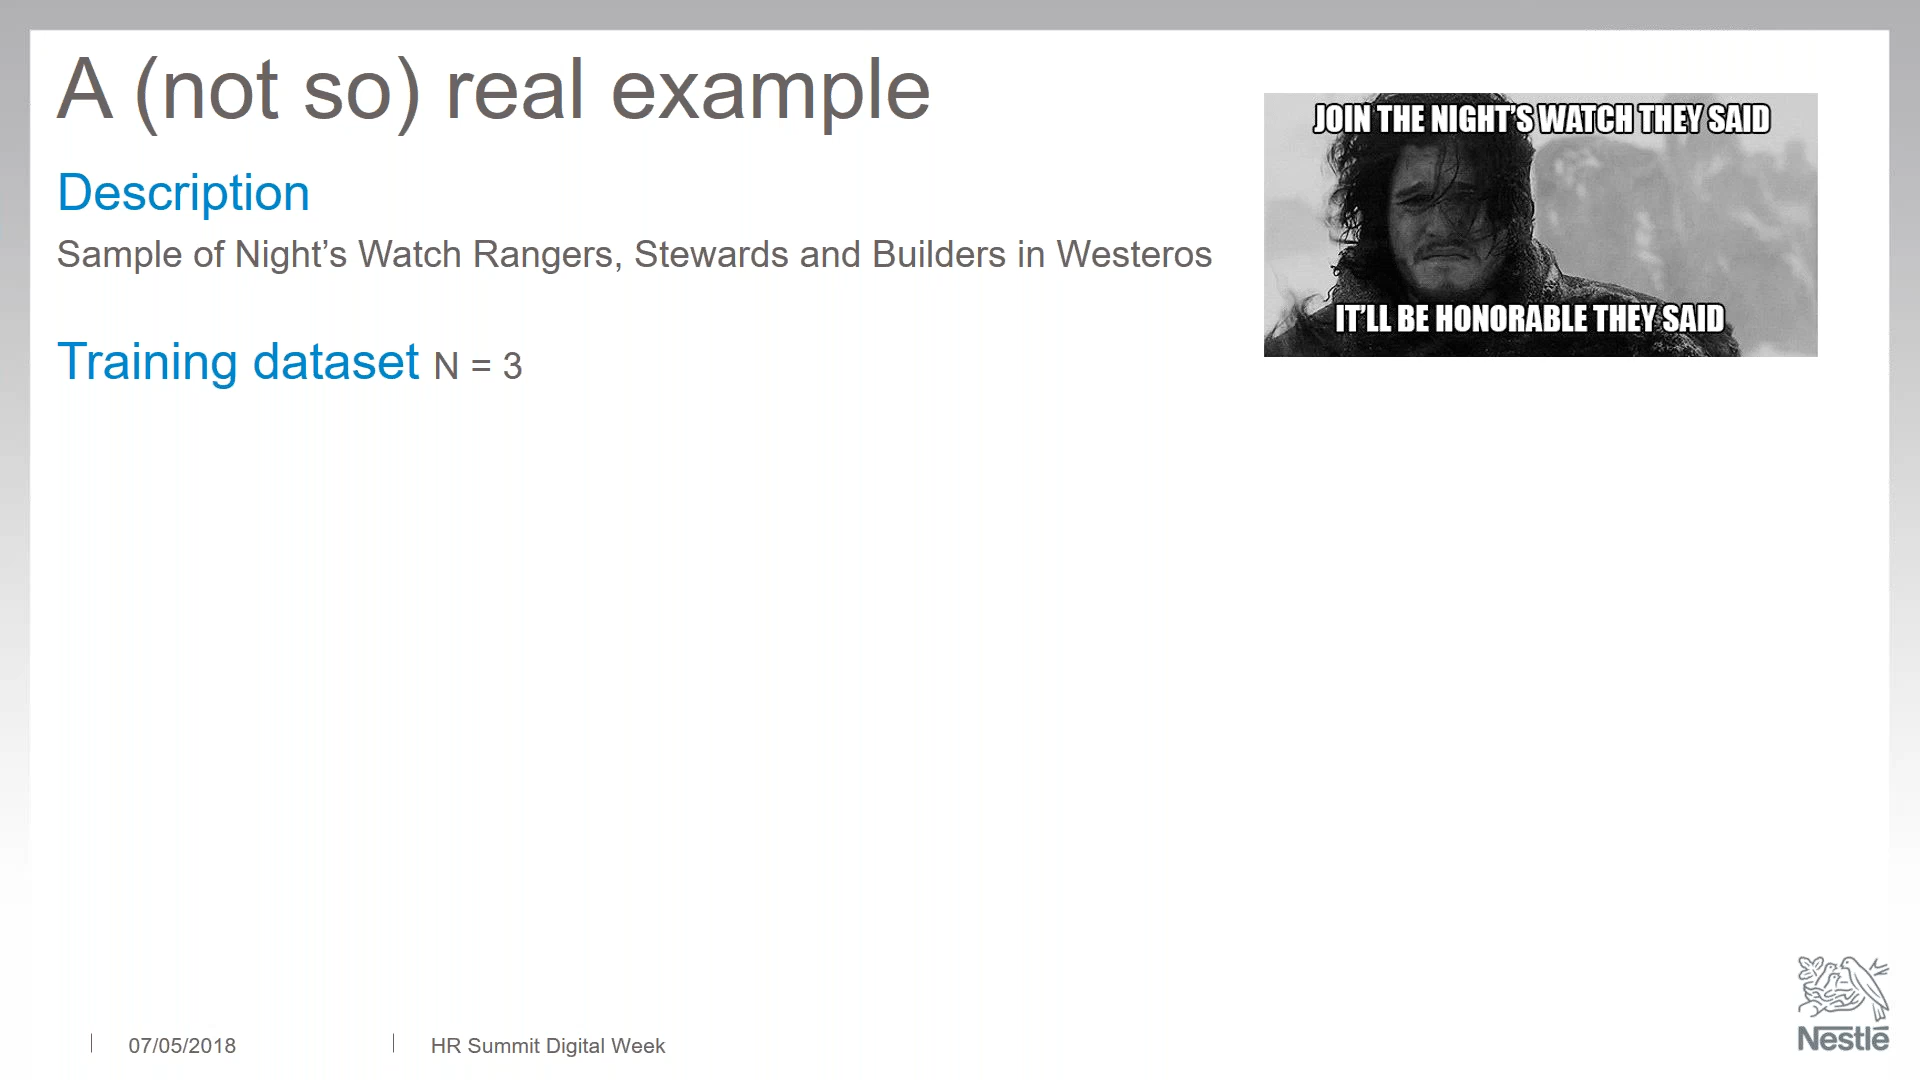 A (not so) real example
JOIN THE NIGHT'S WATCH THEY SAID
IT'LL BE HONORABLE THEY SAID
Description
Sample of Night’s Watch Rangers, Stewards and Builders in Westeros
Training dataset N = 3
07/05/2018
HR Summit Digital Week
Nestlé